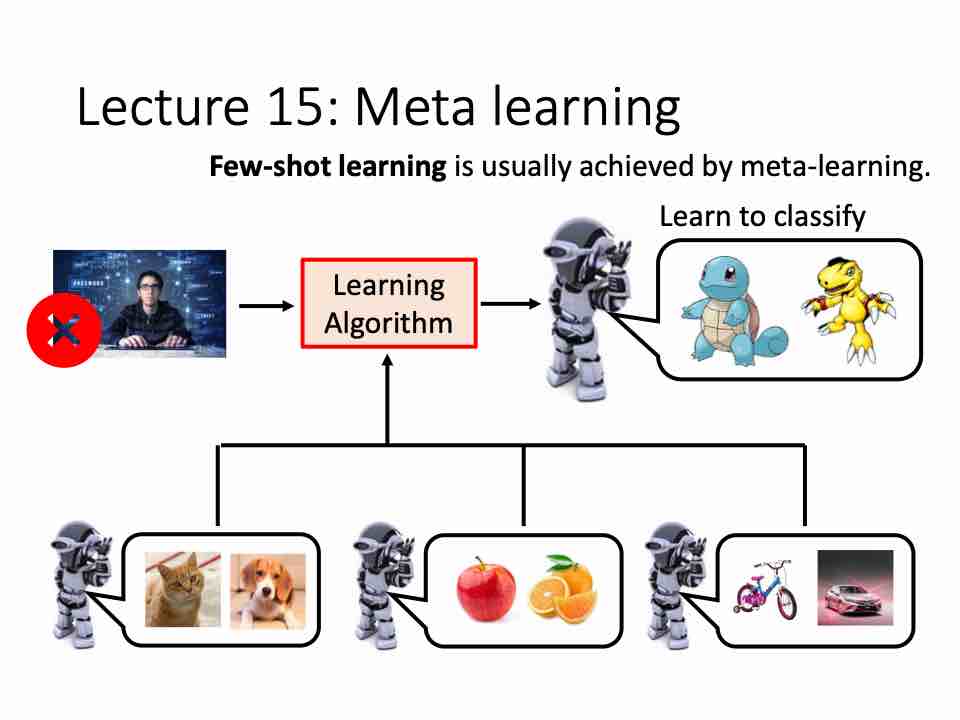 Lecture 15: Meta learning
Few-shot learning is usually achieved by meta-learning.
Learn to classify
PASSWORD
Learning
Algorithm